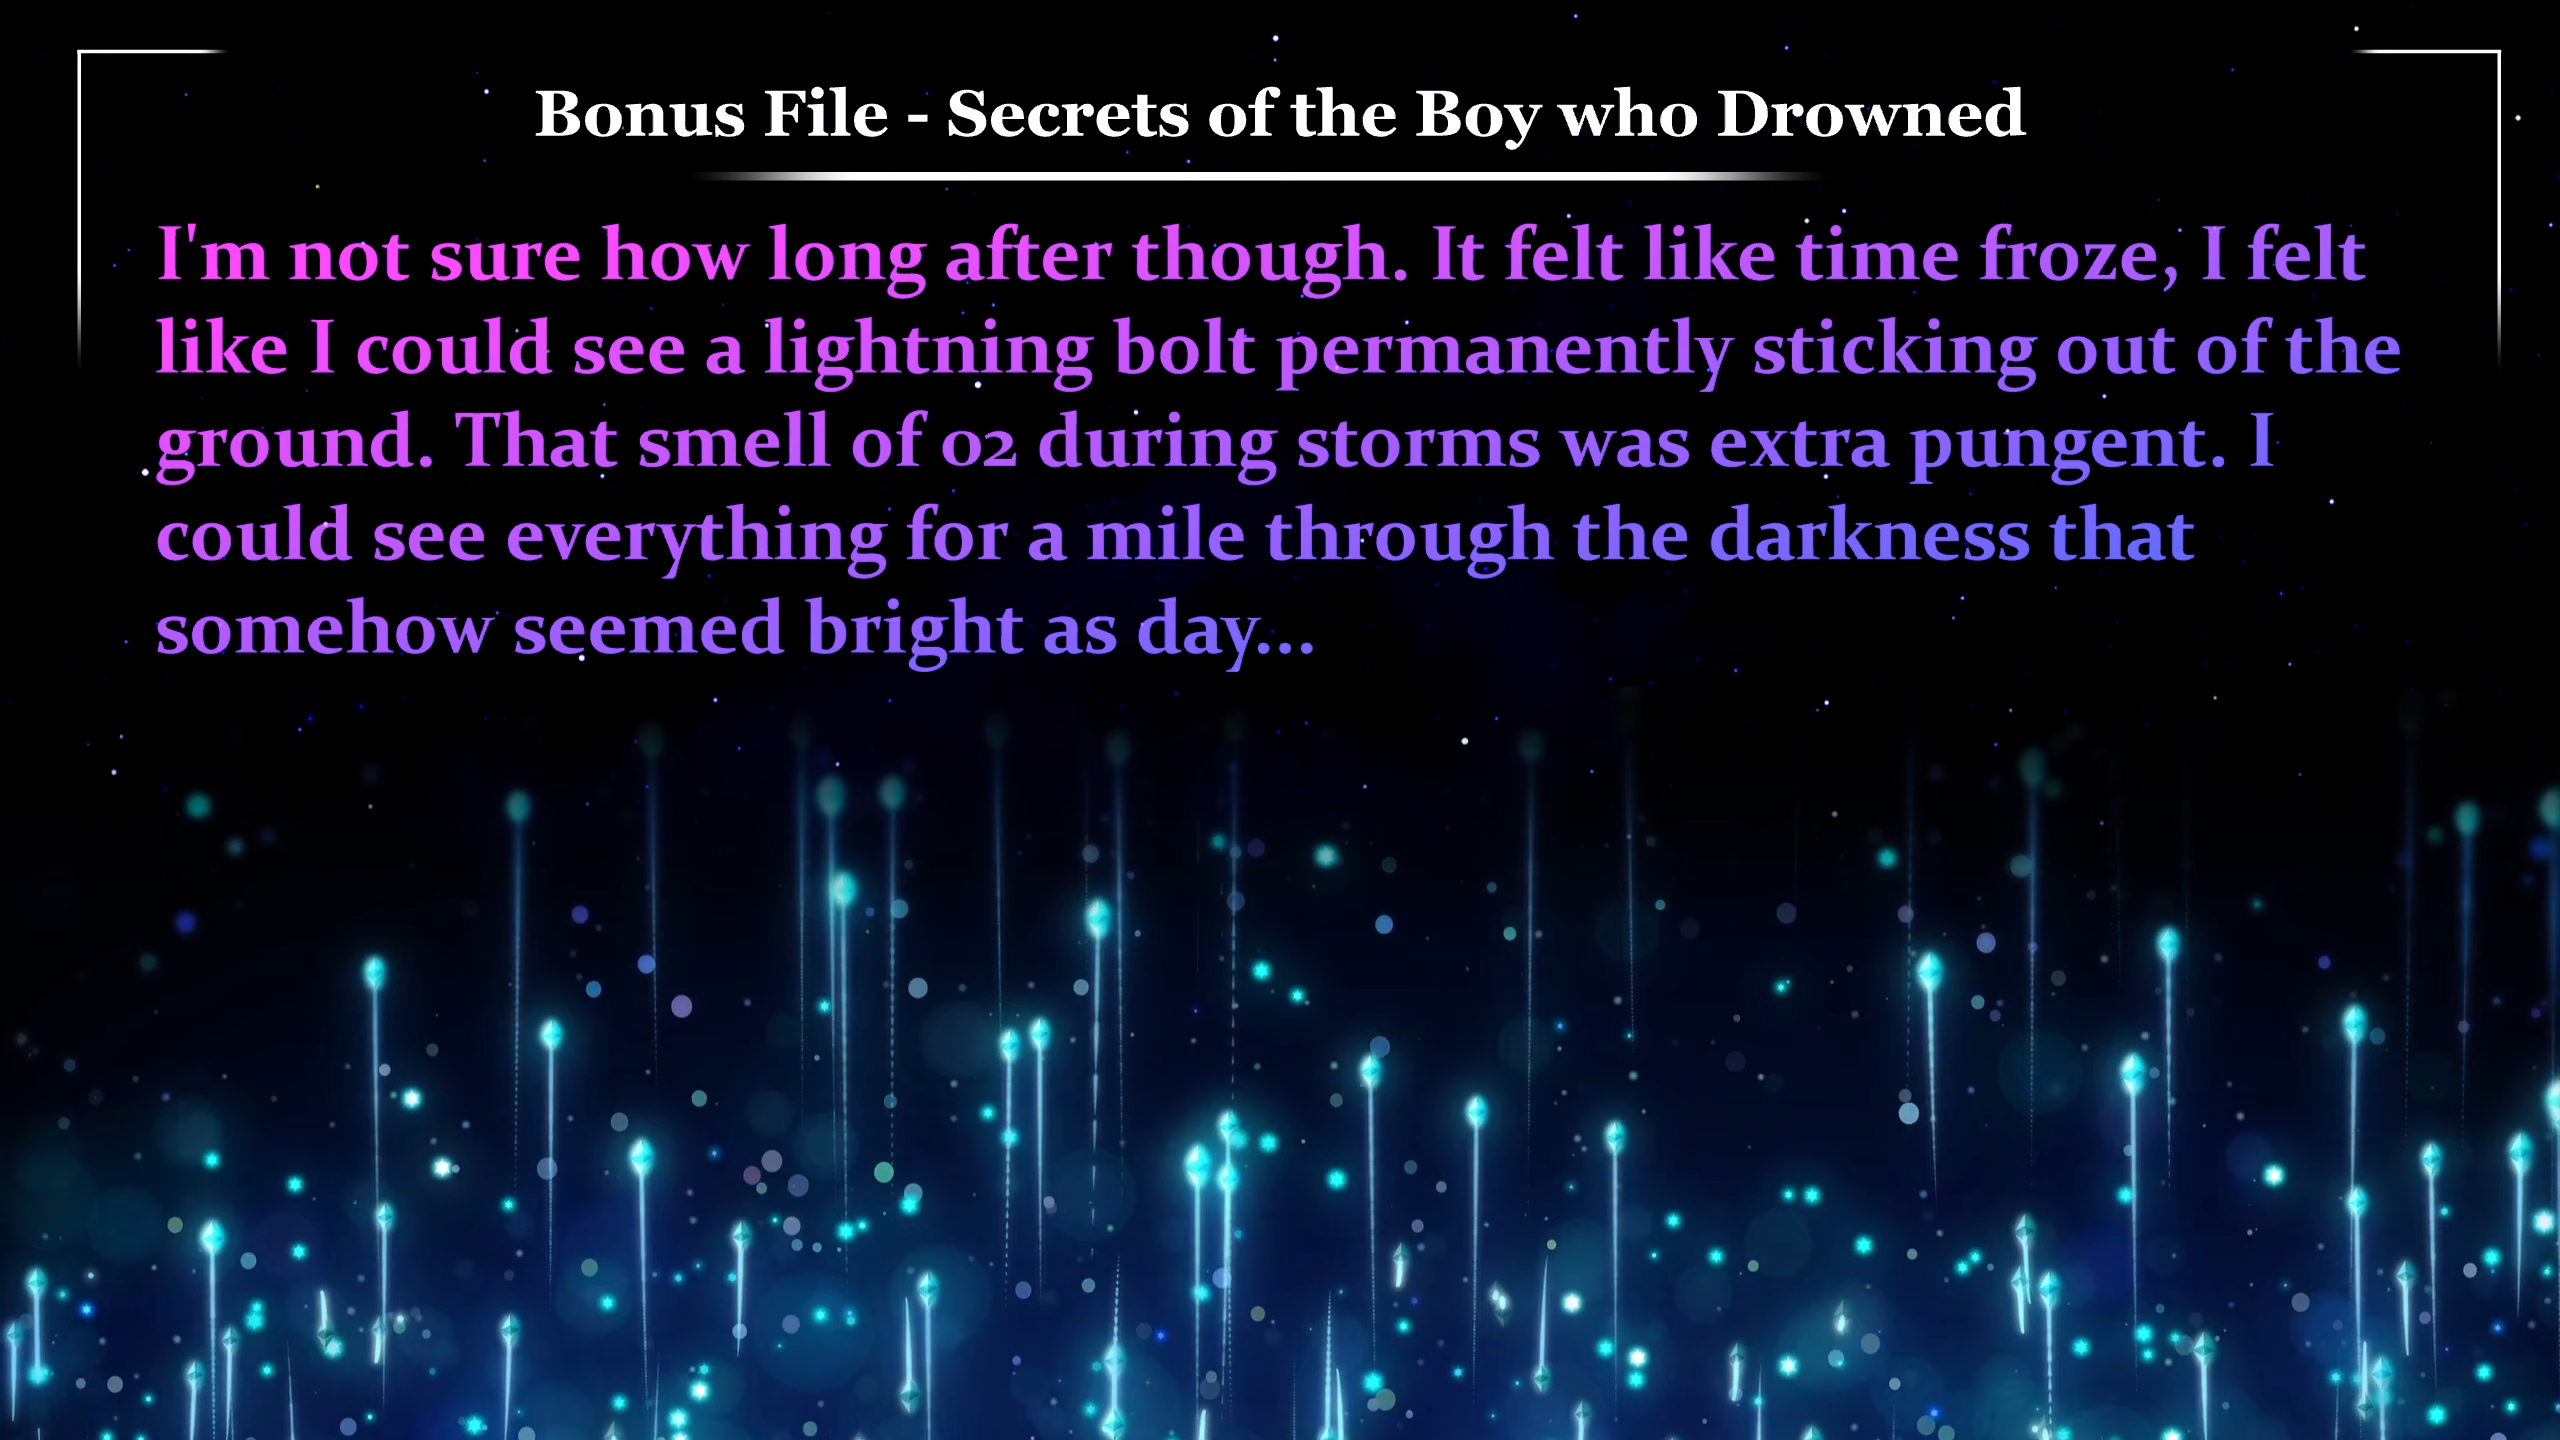 Bonus File - Secrets of the Boy who Drowned
I'm not sure how long after though. It felt like time froze, I felt
like I could see a lightning bolt permanently sticking out of the
ground. That smell of 02 during storms was extra pungent. I
could see everything for a mile through the darkness that
somehow seemed bright as day...